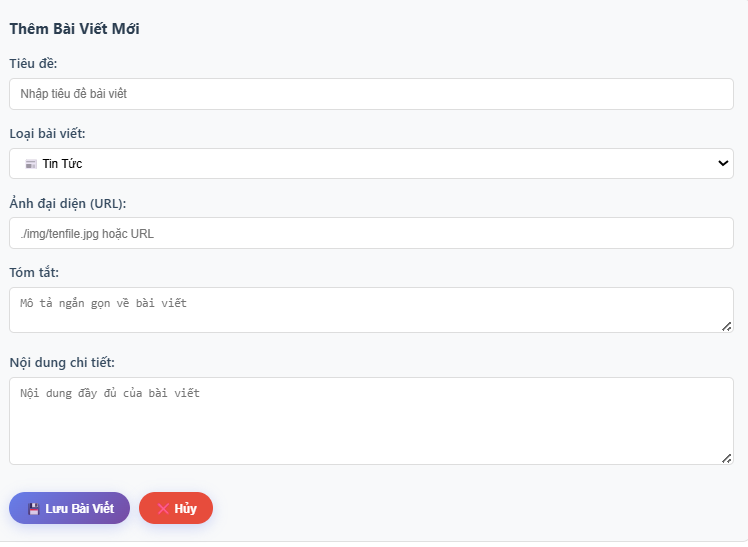 Thêm Bài Viết Mới
Tiêu đề:
Nhập tiêu đề bài viết
Loại bài viết:
Tin Tức
Ảnh đại diện (URL):
./img/tenfile.jpg hoặc URL
Tóm tắt:
Mô tả ngắn gọn về bài viết
Nội dung chi tiết:
Nội dung đầy đủ của bài viết
Lưu Bài Viết
Hủy